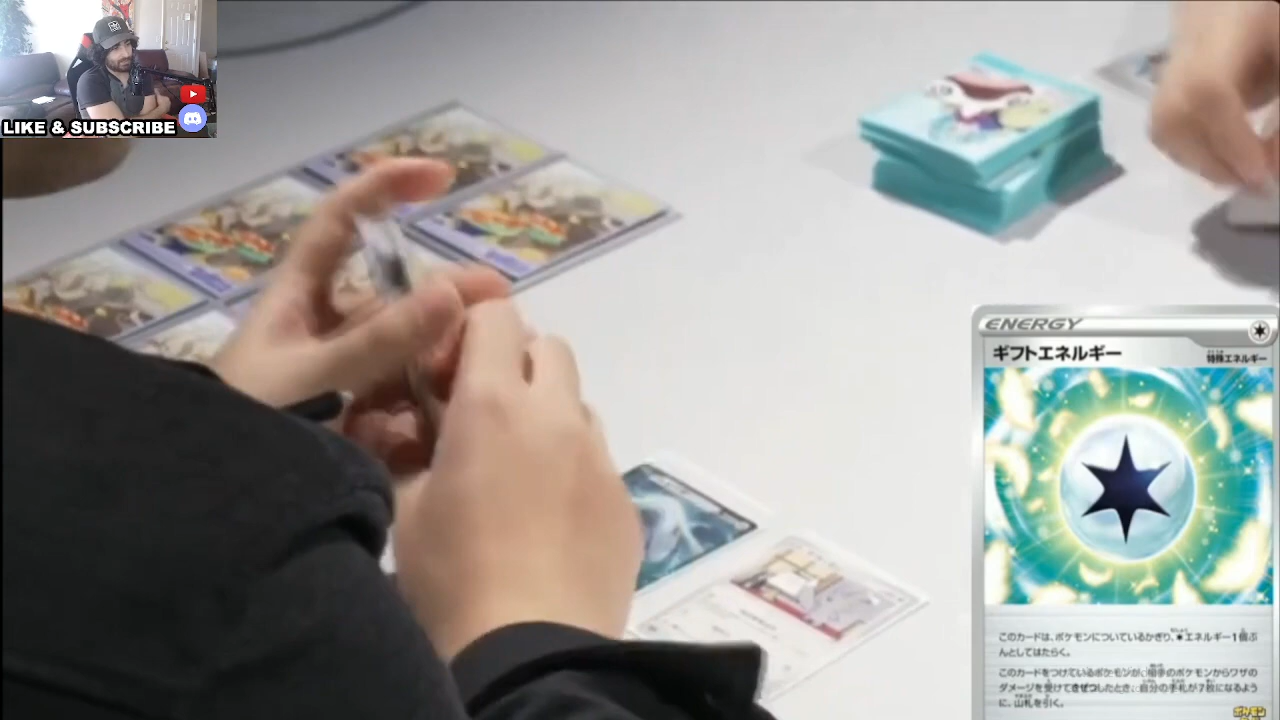 LIKE & SUBSCRIBE
ENERGY
ギフトエネルギー
特殊エネルギー
このカードは、ポケモンについているかぎり、エネルギー1個ぶ
んとしてはたらく。
このカードをつけているポケモンが、相手のポケモンからワザの
ダメージを受けてきぜつしたとき、自分の手札が7枚になるよう
に、山札を引く。
ポケモン